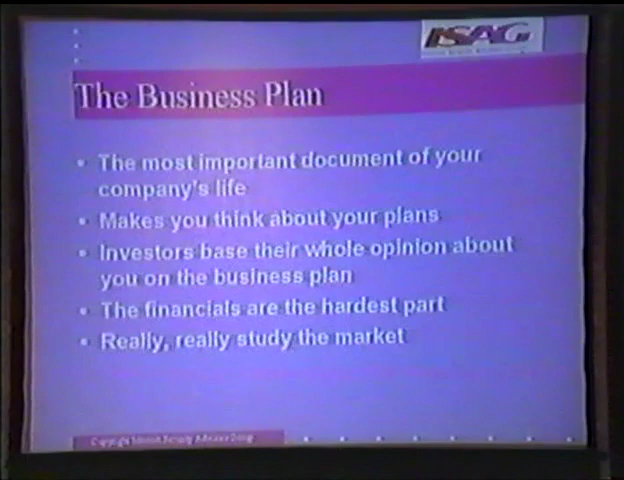 ISAG
The Business Plan
• The most important document of your
company's life
• Makes you think about your plans
• Investors base their whole opinion about
you on the business plan
• The financials are the hardest part
• Really, really study the market
Copyright